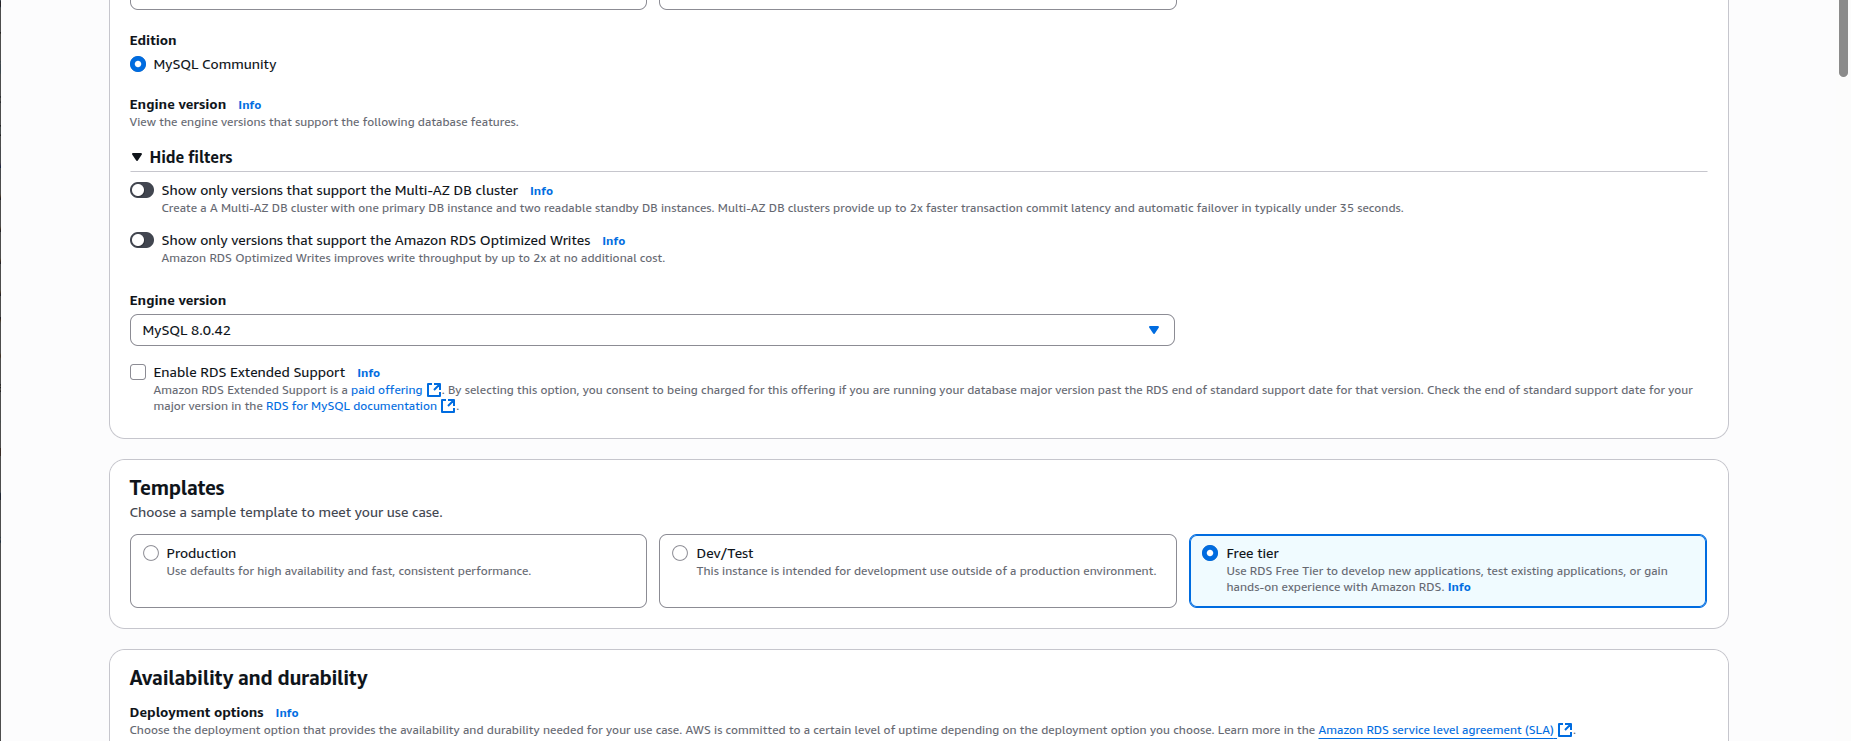 Edition
MySQL Community
Engine version Info
View the engine versions that support the following database features.
Hide filters
Show only versions that support the Multi-AZ DB cluster Info
Create a A Multi-AZ DB cluster with one primary DB instance and two readable standby DB instances. Multi-AZ DB clusters provide up to 2x faster transaction commit latency and automatic failover in typically under 35 seconds.
Show only versions that support the Amazon RDS Optimized Writes Info
Amazon RDS Optimized Writes improves write throughput by up to 2x at no additional cost.
Engine version
MySQL 8.0.42
Enable RDS Extended Support Info
Amazon RDS Extended Support is a paid offering. By selecting this option, you consent to being charged for this offering if you are running your database major version past the RDS end of standard support date for that version. Check the end of standard support date for your
major version in the RDS for MySQL documentation.
Templates
Choose a sample template to meet your use case.
Production
Use defaults for high availability and fast, consistent performance.
Dev/Test
This instance is intended for development use outside of a production environment.
Free tier
Use RDS Free Tier to develop new applications, test existing applications, or gain
hands-on experience with Amazon RDS. Info
Availability and durability
Deployment options Info
Choose the deployment option that provides the availability and durability needed for your use case. AWS is committed to a certain level of uptime depending on the deployment option you choose. Learn more in the Amazon RDS service level agreement (SLA).